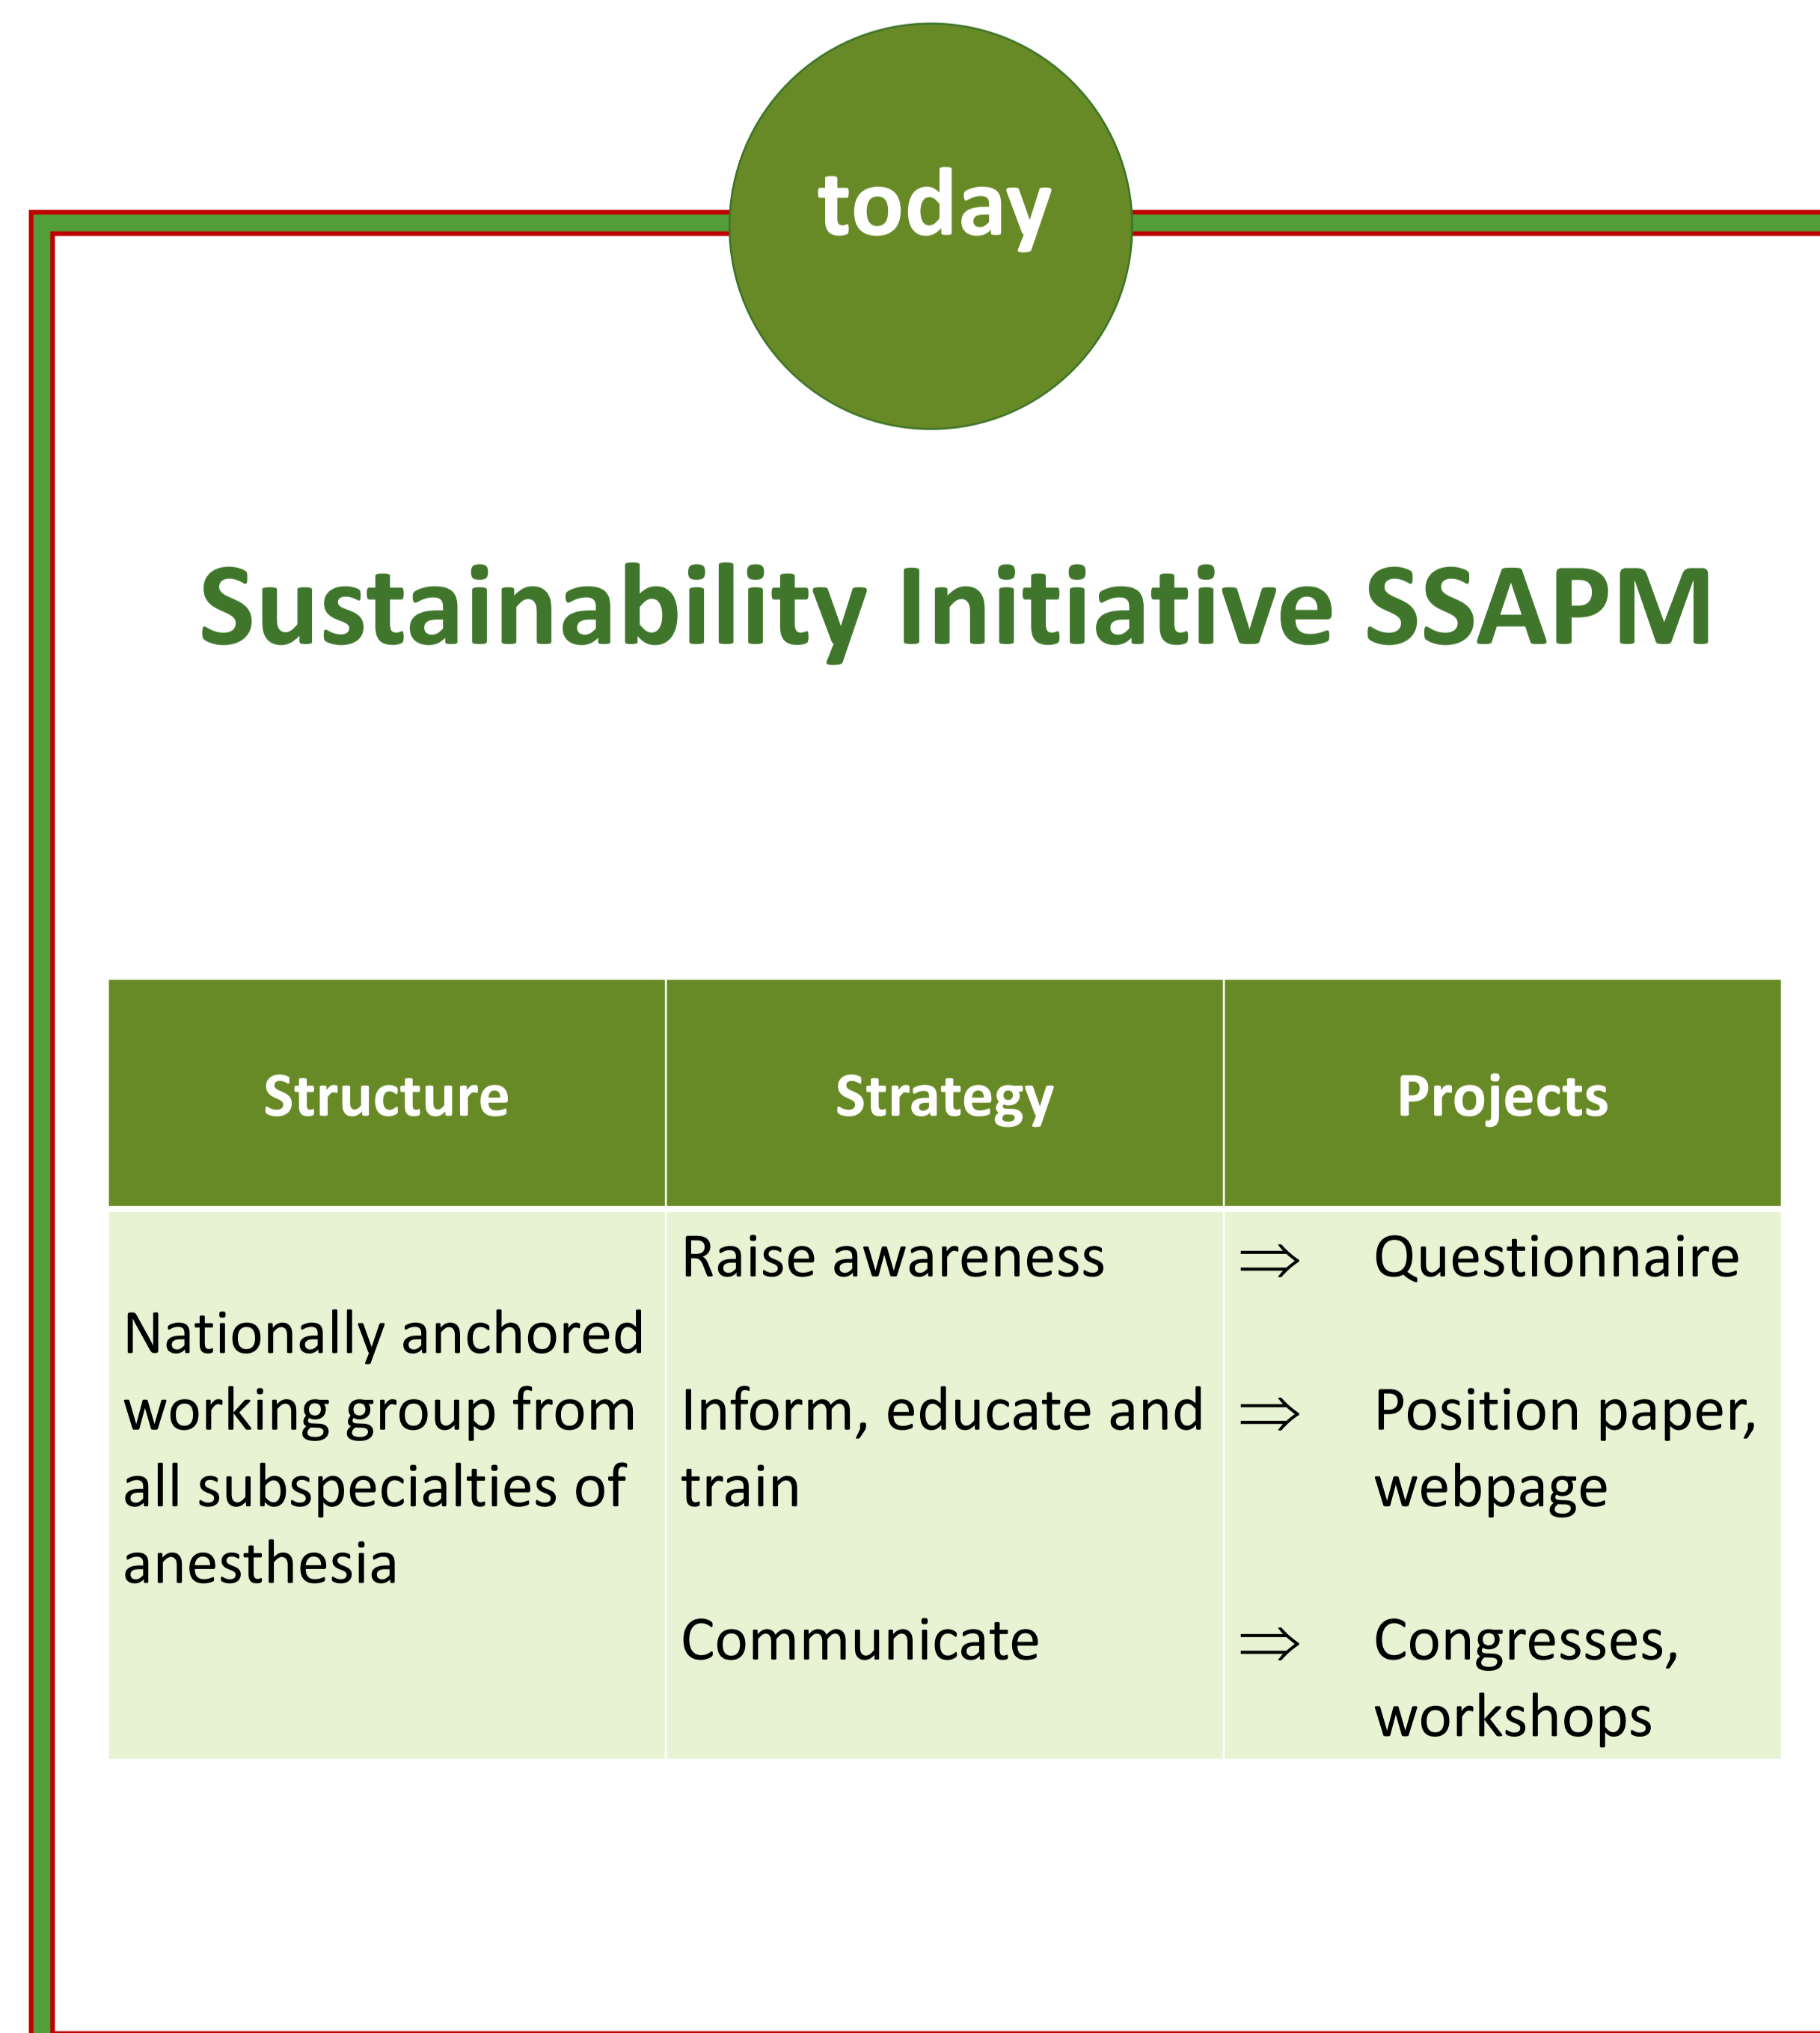 today
Sustainability Initiative SSAPM
Structure
Strategy
Projects
Nationally anchored
working group from
all subspecialties of
anesthesia
Raise awareness
Inform, educate and
train
Communicate
⇒ Questionnaire
⇒ Position paper,
webpage
⇒ Congresses,
workshops